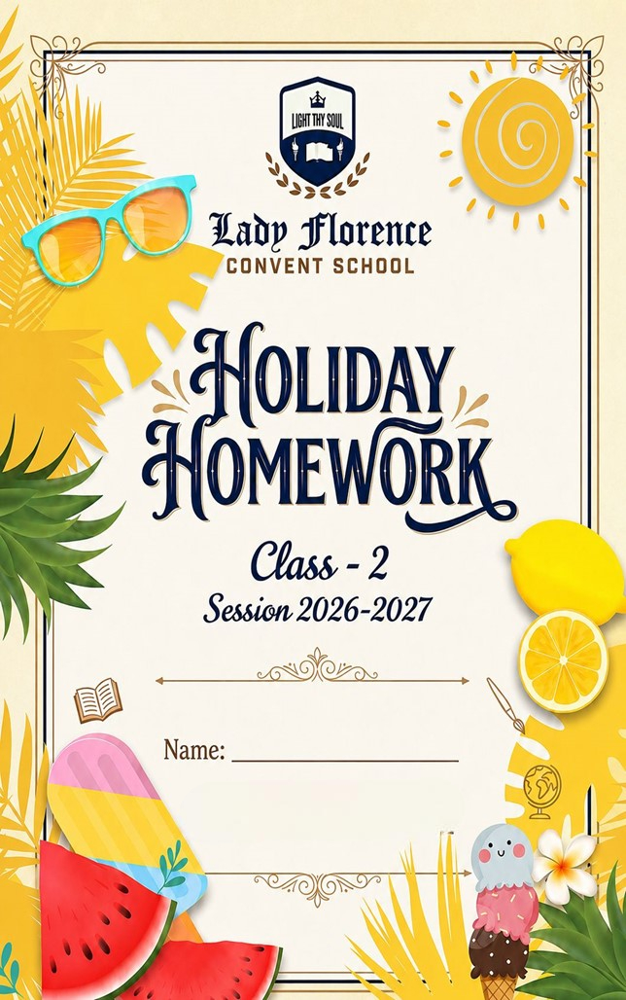 LIGHT THY SOUL
Lady Florence
CONVENT SCHOOL
HOLIDAY
HOMEWORK
Class - 2
Session 2026-2027
Name: